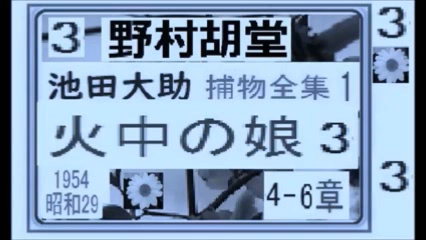 3 野村胡堂 3
池田大助 捕物全集 1
火中の娘 3
3
1954
昭和29
4-6章